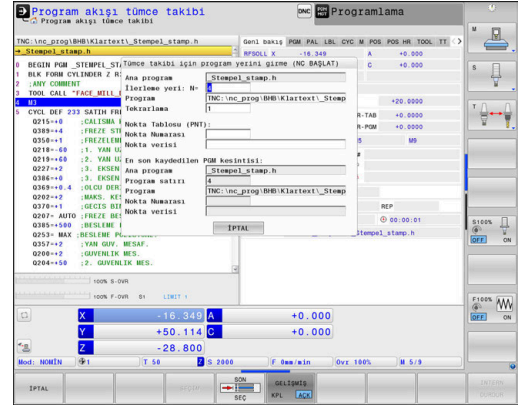 Program akışı tümce takibi
Program akışı tümce takibi
DNC
Programlama
TNC:\nc_prog\BHB\Klartext\_Stempel_stamp.h
→_Stempel_stamp.h
0 BEGIN PGM _STEMPEL_STA
1 BLK FORM CYLINDER Z R
2 ;ANY COMMENT
3 TOOL CALL "FACE_MILL_
4 M3
5 CYCL DEF 233 SATIH FR
Q215=+0 ;CALISMA
Q389=+4 ;FREZE ST
Q350=+1 ;FREZELEM
Q218=-60 ;1. YAN U
Q219=+60 ;2. YAN U
Q227=+2 ;3. EKSEN
Q386=+0 ;3. EKSEN
Q369=+0.4 ;OLCU DER
Q202=+2 ;MAKS. KES
Q370=+1 ;GECIS BI
Q207= AUTO ;FREZE BES
Q385=+500 ;BESLEME
Q253= MAX ;BESLEME
Q357=+2 ;YAN GUV. MESAF.
Q200=+2 ;GUVENLIK MES.
Q204=+50 ;2. GUVENLIK MES.
Genel bakış PGM PAL LBL CYC M POS POS HR TOOL TT
RFSOLL X -16.349 A +0.000
C +0.000
+20.0000
R-TAB +0.0000
R-PGM +0.0000
M9
REP
00:00:01
_Stempel_stamp.h
Tümce takibi için program yerini girme (NC BAŞLAT)
Ana program _Stempel_stamp.h
İlerleme yeri: N= 4
Program TNC:\nc_prog\BHB\Klartext\_Stemp
Tekrarlama 1
Nokta Tablosu (PNT):
Nokta Numarası
Nokta verisi
En son kaydedilen PGM kesintisi:
Ana program _Stempel_stamp.h
Program satırı 4
Program TNC:\nc_prog\BHB\Klartext\_Stemp
Nokta Numarası
Nokta verisi
İPTAL
100% S-OVR
100% F-OVR S1 LIMIT 1
X -16.349 A +0.000
Y +50.114 C +0.000
Z -28.800
Mod: NOMİN 1 T 50 Z S 2000 F 0mm/min Ovr 100% M 5/9
M
S
T
S100%
OFF ON
F100%
OFF ON
İPTAL
SON
SEÇ
GELİŞMİŞ
KPL AÇK
DURDUR